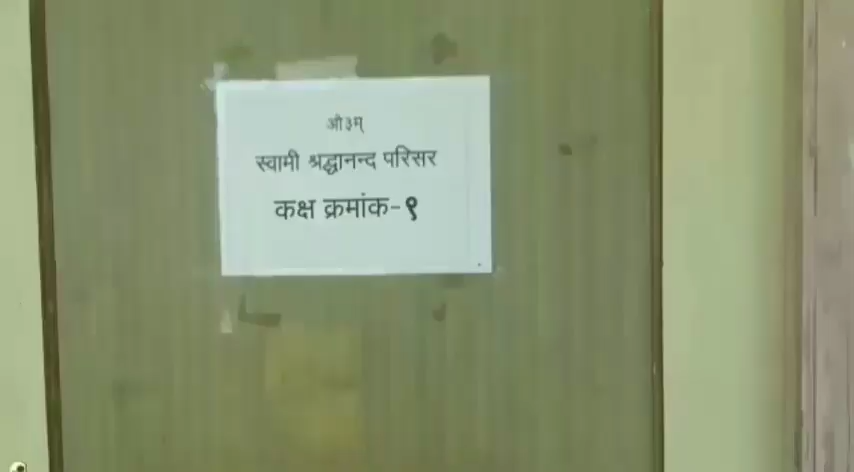 ओ३म्
स्वामी श्रद्धानन्द परिसर
कक्ष क्रमांक-९